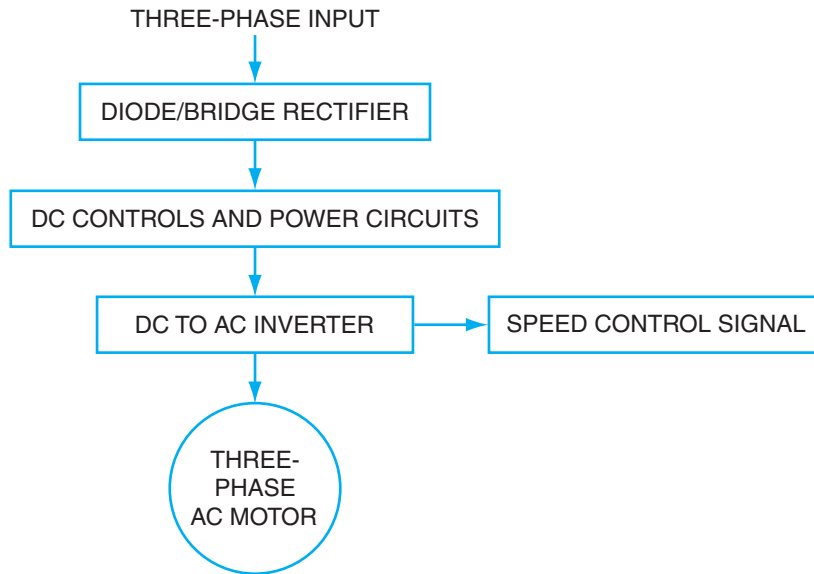 THREE-PHASE INPUT
DIODE/BRIDGE RECTIFIER
DC CONTROLS AND POWER CIRCUITS
DC TO AC INVERTER
SPEED CONTROL SIGNAL
THREE-
PHASE
AC MOTOR